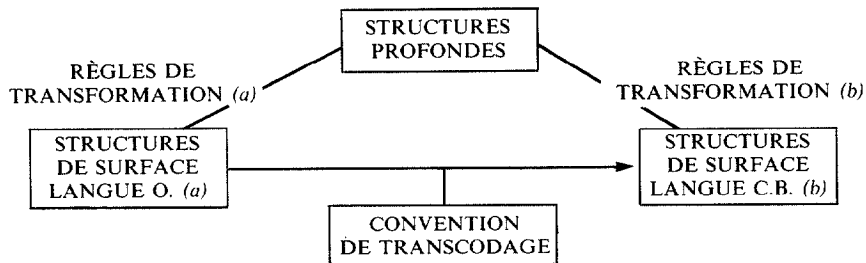 STRUCTURES
PROFONDES
RÈGLES DE
TRANSFORMATION (a)
RÈGLES DE
TRANSFORMATION (b)
STRUCTURES
DE SURFACE
LANGUE O. (a)
STRUCTURES
DE SURFACE
LANGUE C.B. (b)
CONVENTION
DE TRANSCODAGE